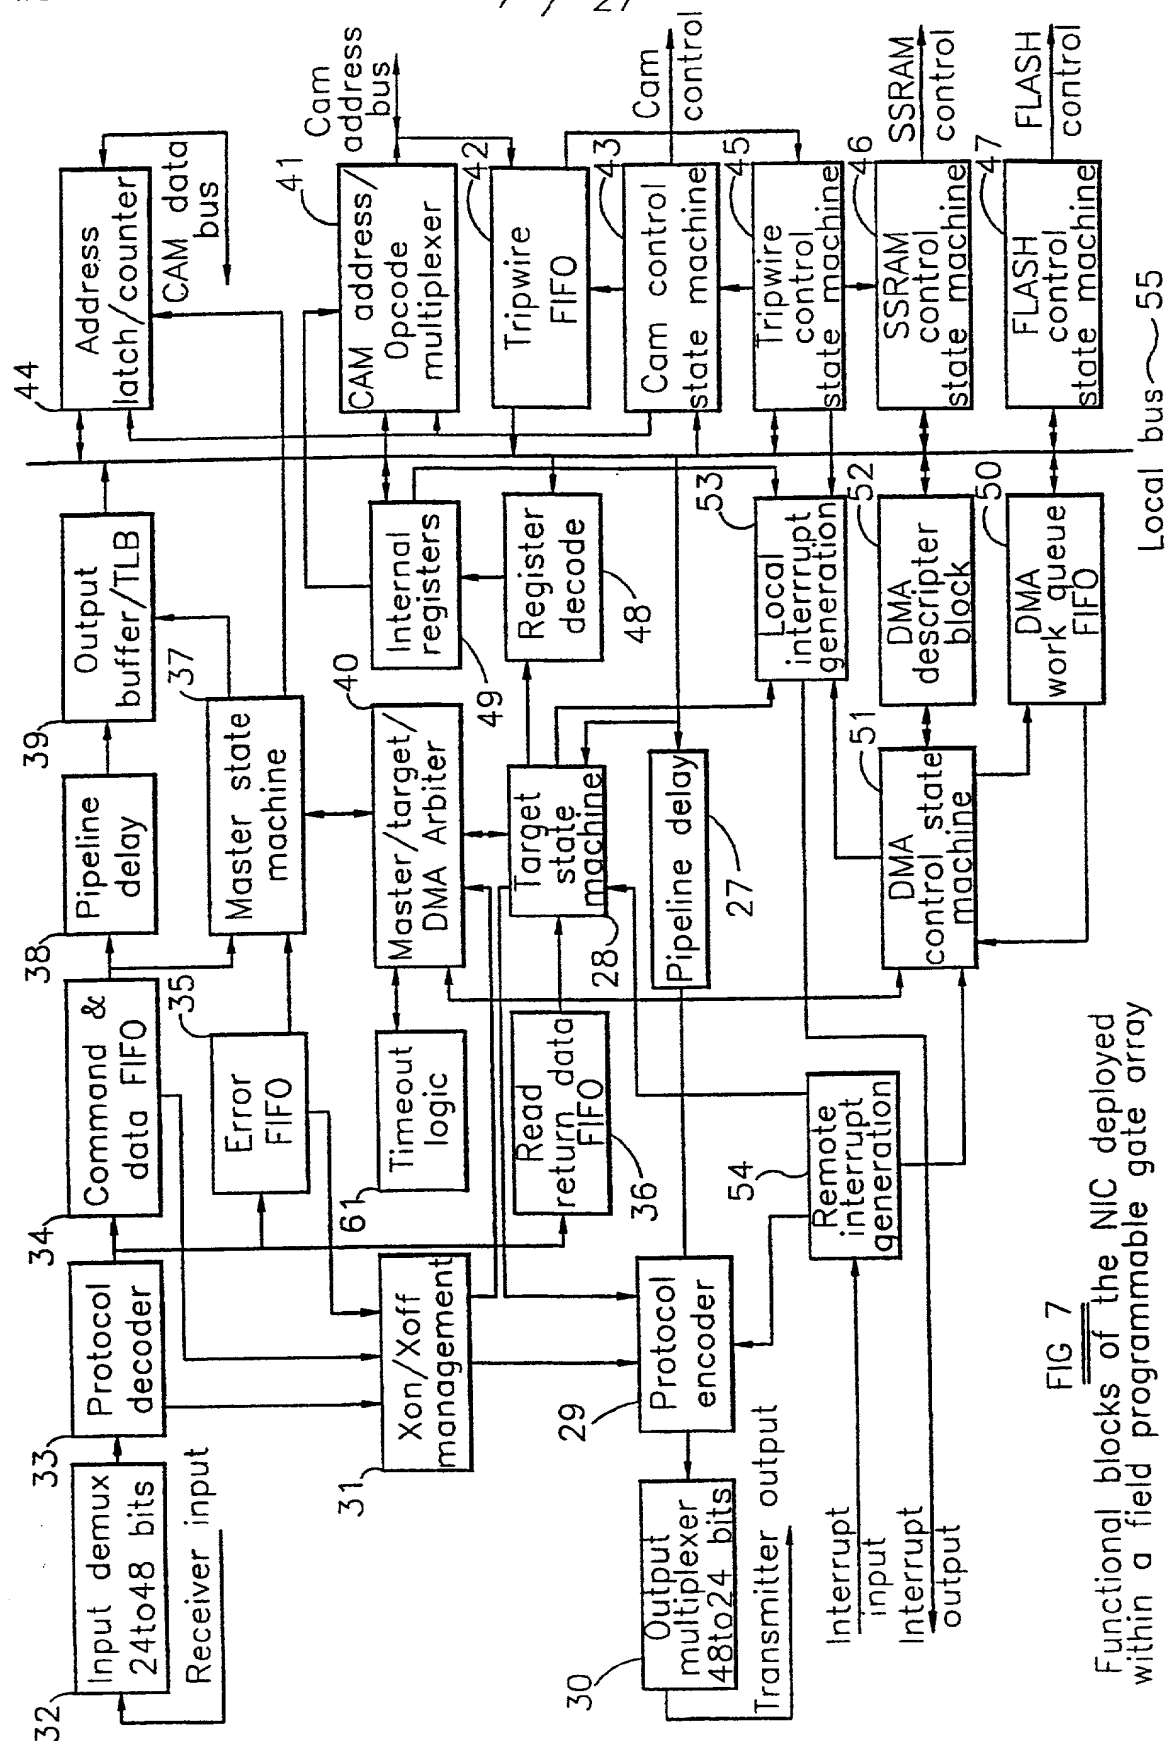 32
Input demux
24to48 bits
Receiver input
33
Protocol
decoder
34
Command &
data FIFO
35
Error
FIFO
38
Pipeline
delay
39
Output
buffer/TLB
37
Master state
machine
44
Address
latch/counter
CAM data
bus
31
Xon/Xoff
management
61
Timeout
logic
40
Master/target/
DMA Arbiter
49
Internal
registers
41
CAM address/
Opcode
multiplexer
Cam
address
bus
36
Read
return data
FIFO
28
Target
state
machine
48
Register
decode
42
Tripwire
FIFO
30
Output
multiplexer
48to24 bits
Transmitter output
29
Protocol
encoder
27
Pipeline delay
43
Cam control
state machine
Cam
control
45
Tripwire
control
state machine
54
Remote
interrupt
generation
Interrupt
input
Interrupt
output
53
Local
interrrupt
generation
51
DMA
control state
machine
52
DMA
descripter
block
46
SSRAM
control
state machine
SSRAM
control
50
DMA
work queue
FIFO
47
FLASH
control
state machine
FLASH
control
Local bus 55
FIG 7
Functional blocks of the NIC deployed
within a field programmable gate array